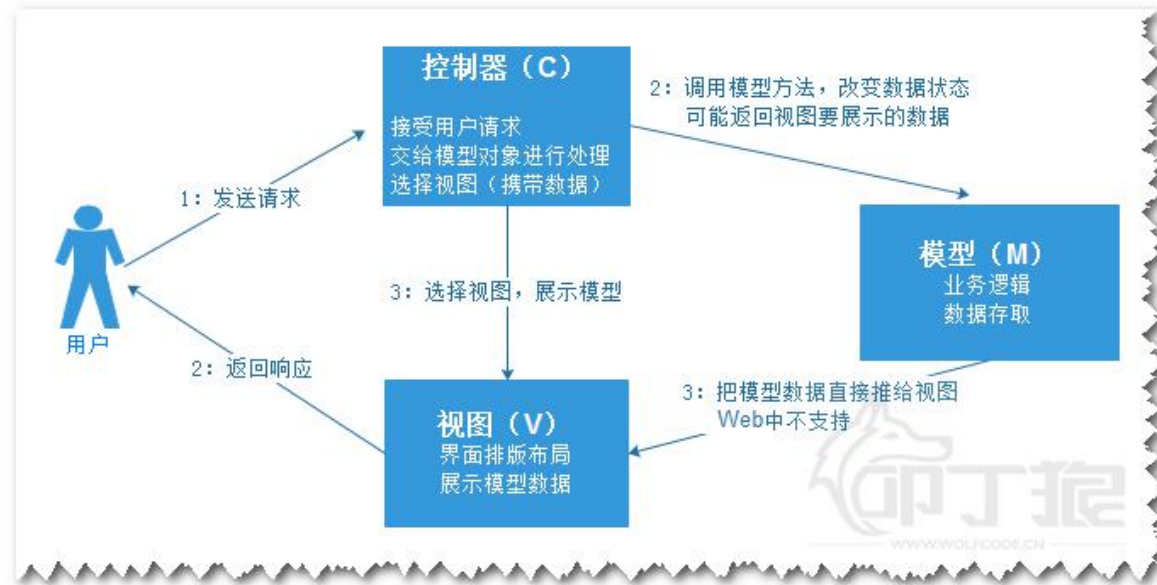 控制器（C）
接受用户请求
交给模型对象进行处理
选择视图（携带数据）
2：调用模型方法，改变数据状态
可能返回视图要展示的数据
1：发送请求
模型（M）
业务逻辑
数据存取
3：选择视图，展示模型
用户
2：返回响应
3：把模型数据直接推给视图
Web中不支持
视图（V）
界面排版布局
展示模型数据
叩丁狼
WWW.WOLFCODE.CN